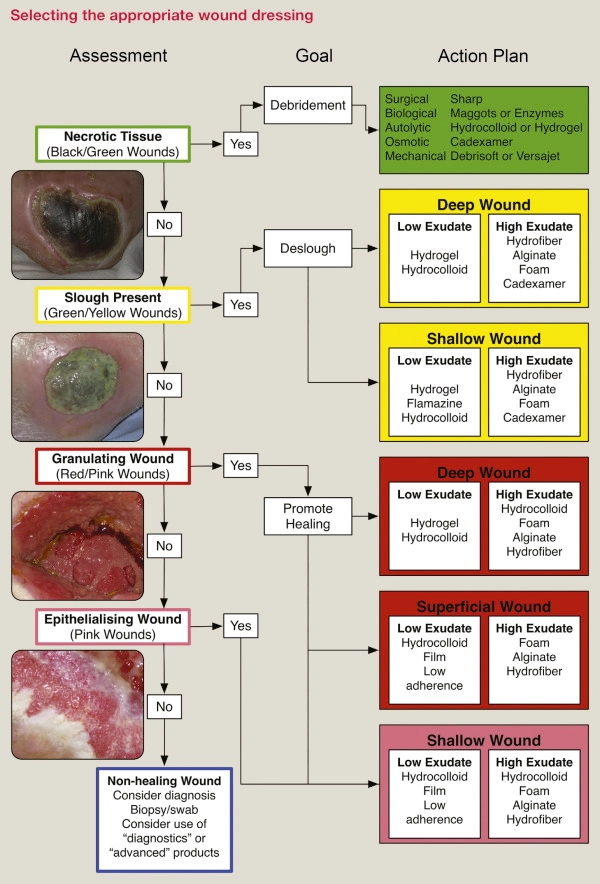 Selecting the appropriate wound dressing
Assessment
Goal
Action Plan
Debridement
Surgical Sharp
Biological Maggots or Enzymes
Autolytic Hydrocolloid or Hydrogel
Osmotic Cadexamer
Mechanical Debrisoft or Versajet
Necrotic Tissue
(Black/Green Wounds)
Yes
No
Deslough
Deep Wound
Low Exudate
Hydrogel
Hydrocolloid
High Exudate
Hydrofiber
Alginate
Foam
Cadexamer
Slough Present
(Green/Yellow Wounds)
Yes
No
Shallow Wound
Low Exudate
Hydrogel
Flamazine
Hydrocolloid
High Exudate
Hydrofiber
Alginate
Foam
Cadexamer
Granulating Wound
(Red/Pink Wounds)
Yes
No
Promote
Healing
Deep Wound
Low Exudate
Hydrogel
Hydrocolloid
High Exudate
Hydrocolloid
Foam
Alginate
Hydrofiber
Epithelialising Wound
(Pink Wounds)
Yes
No
Superficial Wound
Low Exudate
Hydrocolloid
Film
Low
adherence
High Exudate
Foam
Alginate
Hydrofiber
Shallow Wound
Low Exudate
Hydrocolloid
Film
Low
adherence
High Exudate
Hydrocolloid
Foam
Alginate
Hydrofiber
Non-healing Wound
Consider diagnosis
Biopsy/swab
Consider use of
“diagnostics” or
“advanced” products